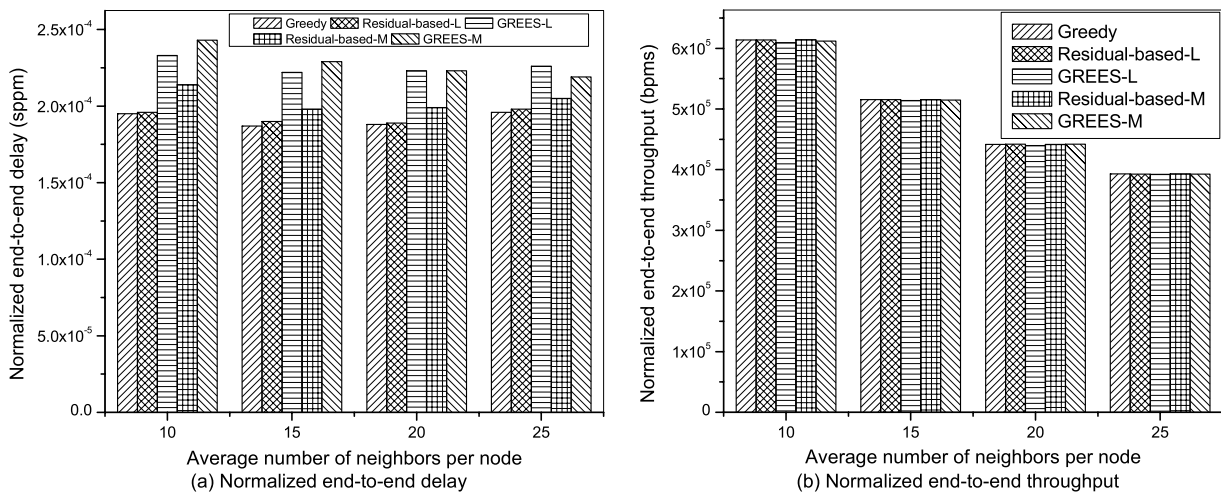 Normalized end-to-end delay (sppm)
2.5x10⁻⁴
2.0x10⁻⁴
1.5x10⁻⁴
1.0x10⁻⁴
5.0x10⁻⁵
0.0
Greedy Residual-based-L GREES-L
Residual-based-M GREES-M
10 15 20 25
Average number of neighbors per node
(a) Normalized end-to-end delay
Normalized end-to-end throughput (bpms)
6x10⁵
5x10⁵
4x10⁵
3x10⁵
2x10⁵
1x10⁵
0
Greedy
Residual-based-L
GREES-L
Residual-based-M
GREES-M
10 15 20 25
Average number of neighbors per node
(b) Normalized end-to-end throughput